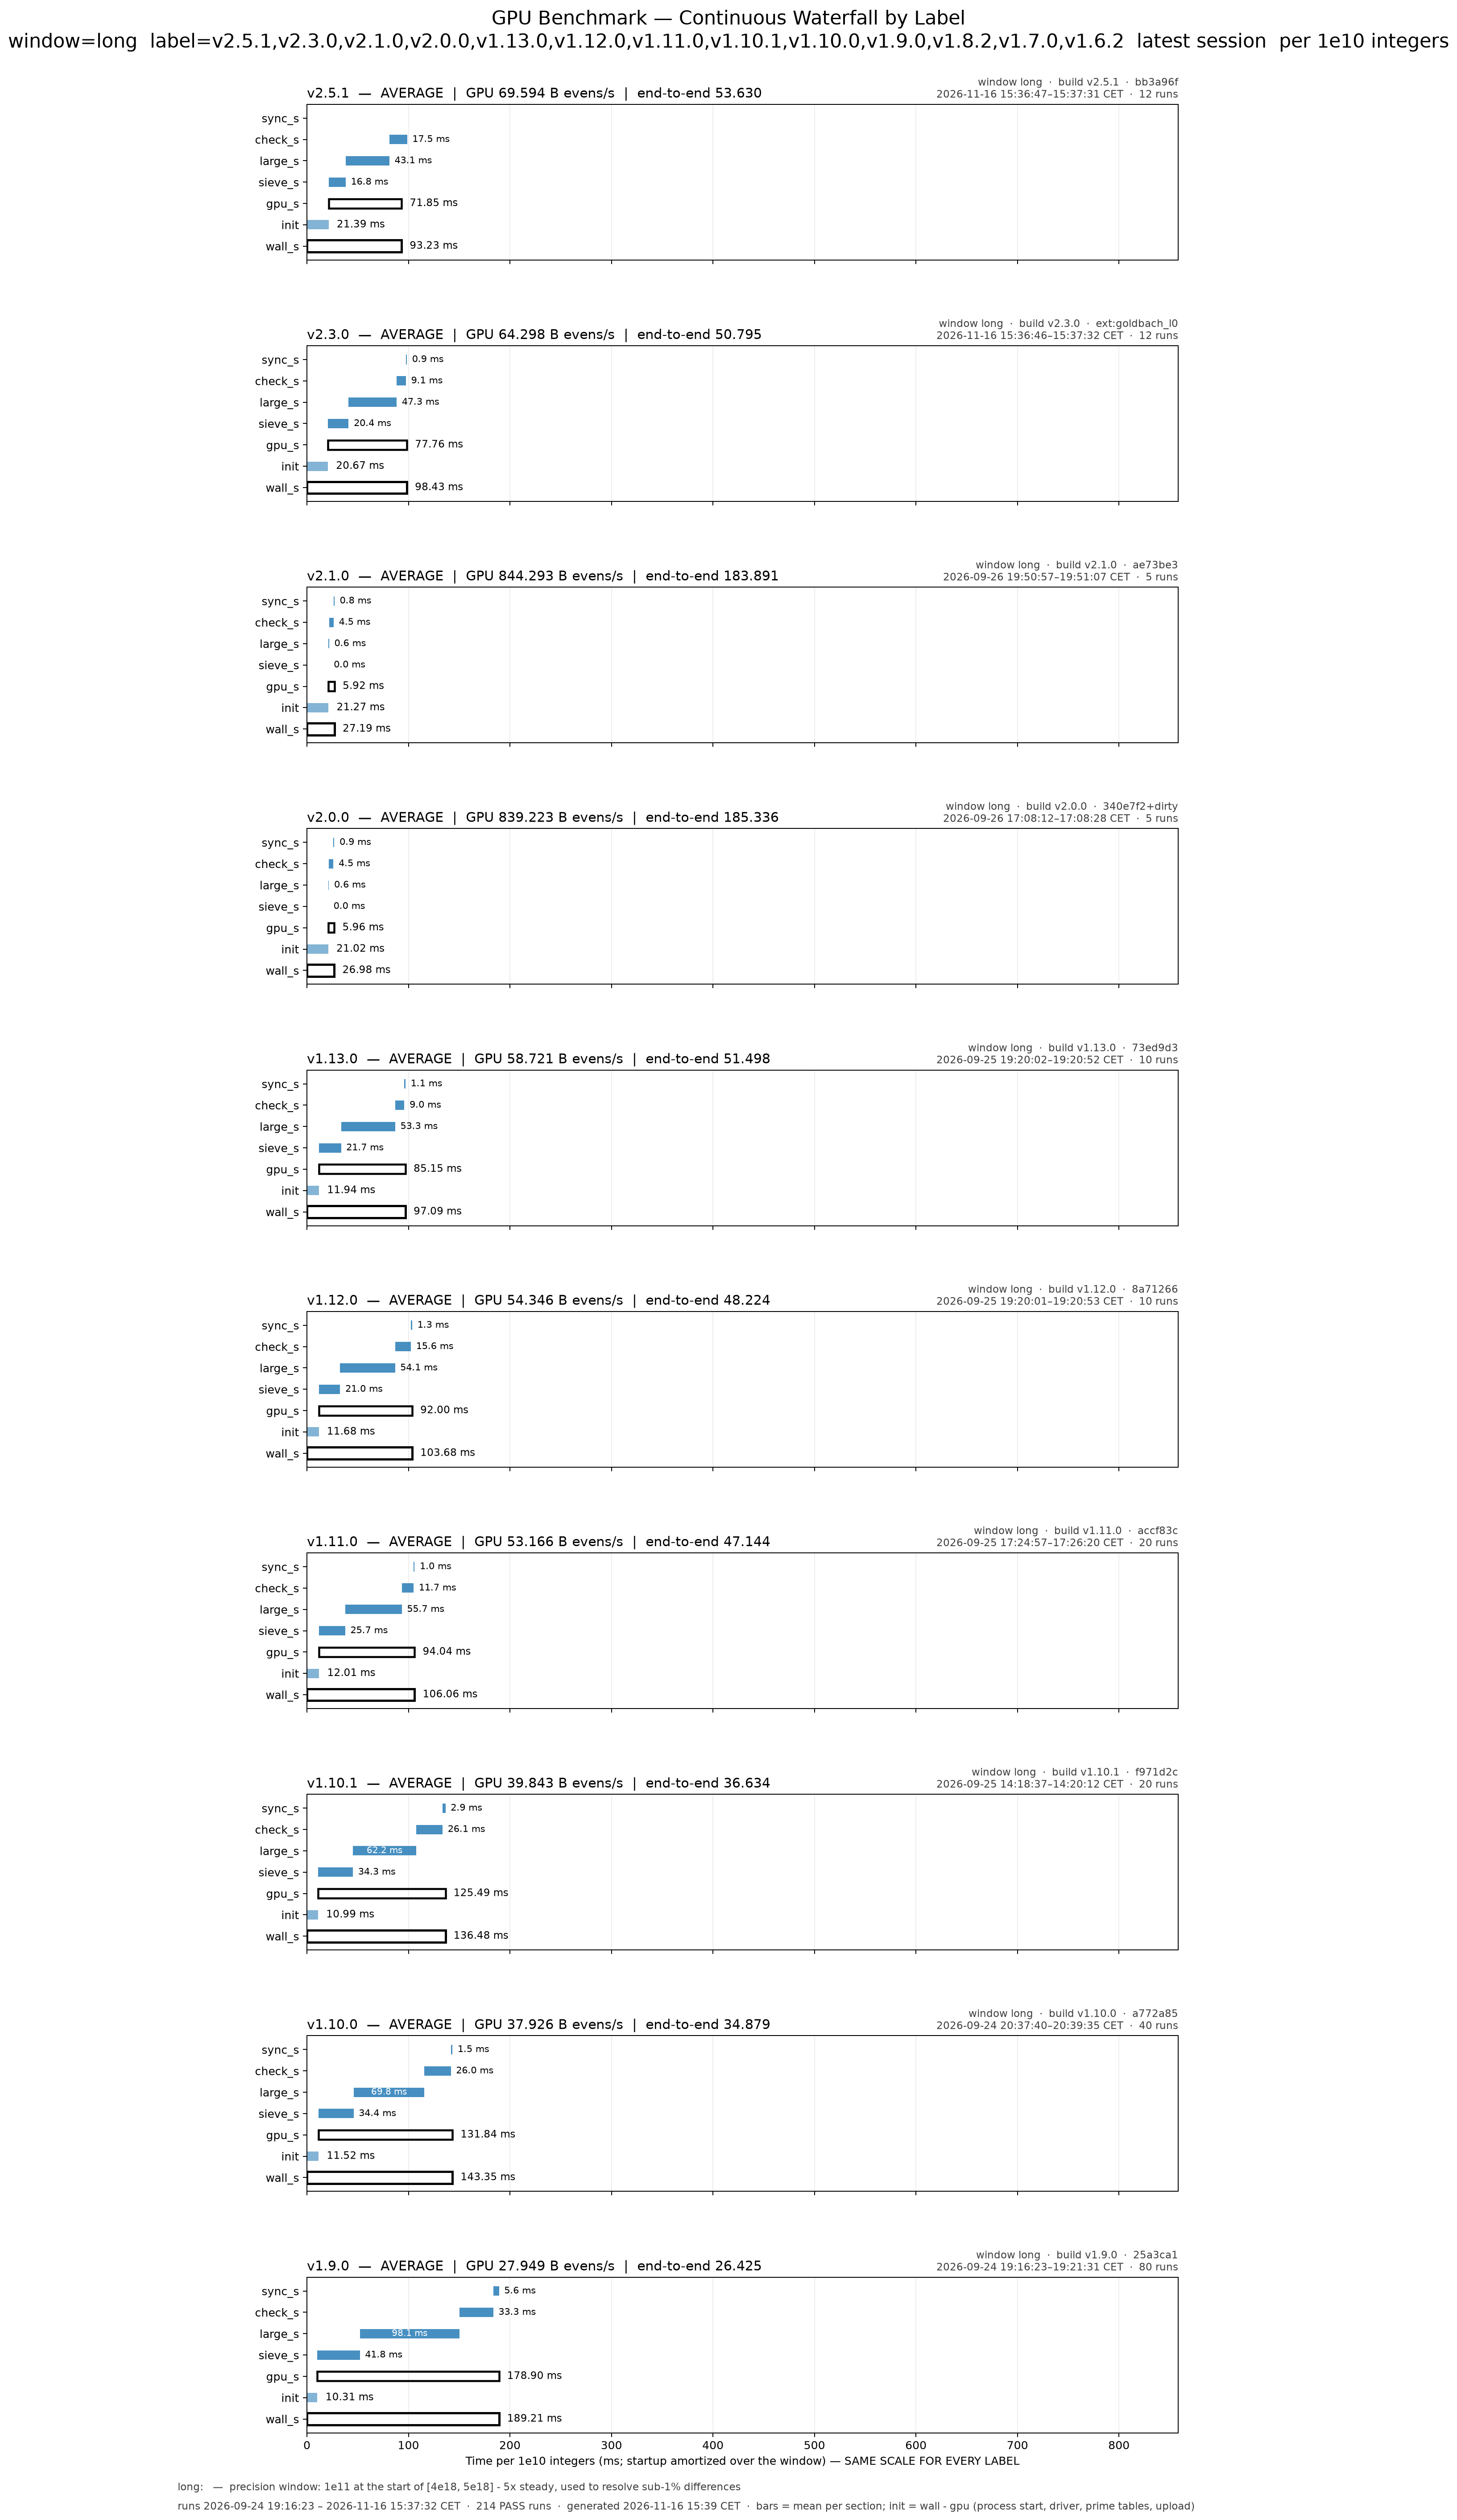 GPU Benchmark — Continuous Waterfall by Label
window=long  label=v2.5.1,v2.3.0,v2.1.0,v2.0.0,v1.13.0,v1.12.0,v1.11.0,v1.10.1,v1.10.0,v1.9.0,v1.8.2,v1.7.0,v1.6.2  latest session  per 1e10 integers
window long · build v2.5.1 · bb3a96f
v2.5.1 — AVERAGE | GPU 69.594 B evens/s | end-to-end 53.630
2026-11-16 15:36:47–15:37:31 CET · 12 runs
sync_s
check_s 17.5 ms
large_s 43.1 ms
sieve_s 16.8 ms
gpu_s 71.85 ms
init 21.39 ms
wall_s 93.23 ms
window long · build v2.3.0 · ext:goldbach_l0
v2.3.0 — AVERAGE | GPU 64.298 B evens/s | end-to-end 50.795
2026-11-16 15:36:46–15:37:32 CET · 12 runs
sync_s 0.9 ms
check_s 9.1 ms
large_s 47.3 ms
sieve_s 20.4 ms
gpu_s 77.76 ms
init 20.67 ms
wall_s 98.43 ms
window long · build v2.1.0 · ae73be3
v2.1.0 — AVERAGE | GPU 844.293 B evens/s | end-to-end 183.891
2026-09-26 19:50:57–19:51:07 CET · 5 runs
sync_s 0.8 ms
check_s 4.5 ms
large_s 0.6 ms
sieve_s 0.0 ms
gpu_s 5.92 ms
init 21.27 ms
wall_s 27.19 ms
window long · build v2.0.0 · 340e7f2+dirty
v2.0.0 — AVERAGE | GPU 839.223 B evens/s | end-to-end 185.336
2026-09-26 17:08:12–17:08:28 CET · 5 runs
sync_s 0.9 ms
check_s 4.5 ms
large_s 0.6 ms
sieve_s 0.0 ms
gpu_s 5.96 ms
init 21.02 ms
wall_s 26.98 ms
window long · build v1.13.0 · 73ed9d3
v1.13.0 — AVERAGE | GPU 58.721 B evens/s | end-to-end 51.498
2026-09-25 19:20:02–19:20:52 CET · 10 runs
sync_s 1.1 ms
check_s 9.0 ms
large_s 53.3 ms
sieve_s 21.7 ms
gpu_s 85.15 ms
init 11.94 ms
wall_s 97.09 ms
window long · build v1.12.0 · 8a71266
v1.12.0 — AVERAGE | GPU 54.346 B evens/s | end-to-end 48.224
2026-09-25 19:20:01–19:20:53 CET · 10 runs
sync_s 1.3 ms
check_s 15.6 ms
large_s 54.1 ms
sieve_s 21.0 ms
gpu_s 92.00 ms
init 11.68 ms
wall_s 103.68 ms
window long · build v1.11.0 · accf83c
v1.11.0 — AVERAGE | GPU 53.166 B evens/s | end-to-end 47.144
2026-09-25 17:24:57–17:26:20 CET · 20 runs
sync_s 1.0 ms
check_s 11.7 ms
large_s 55.7 ms
sieve_s 25.7 ms
gpu_s 94.04 ms
init 12.01 ms
wall_s 106.06 ms
window long · build v1.10.1 · f971d2c
v1.10.1 — AVERAGE | GPU 39.843 B evens/s | end-to-end 36.634
2026-09-25 14:18:37–14:20:12 CET · 20 runs
sync_s 2.9 ms
check_s 26.1 ms
large_s 62.2 ms
sieve_s 34.3 ms
gpu_s 125.49 ms
init 10.99 ms
wall_s 136.48 ms
window long · build v1.10.0 · a772a85
v1.10.0 — AVERAGE | GPU 37.926 B evens/s | end-to-end 34.879
2026-09-24 20:37:40–20:39:35 CET · 40 runs
sync_s 1.5 ms
check_s 26.0 ms
large_s 69.8 ms
sieve_s 34.4 ms
gpu_s 131.84 ms
init 11.52 ms
wall_s 143.35 ms
window long · build v1.9.0 · 25a3ca1
v1.9.0 — AVERAGE | GPU 27.949 B evens/s | end-to-end 26.425
2026-09-24 19:16:23–19:21:31 CET · 80 runs
sync_s 5.6 ms
check_s 33.3 ms
large_s 98.1 ms
sieve_s 41.8 ms
gpu_s 178.90 ms
init 10.31 ms
wall_s 189.21 ms
0 100 200 300 400 500 600 700 800
Time per 1e10 integers (ms; startup amortized over the window) — SAME SCALE FOR EVERY LABEL
long: — precision window: 1e11 at the start of [4e18, 5e18] - 5x steady, used to resolve sub-1% differences
runs 2026-09-24 19:16:23 – 2026-11-16 15:37:32 CET · 214 PASS runs · generated 2026-11-16 15:39 CET · bars = mean per section; init = wall - gpu (process start, driver, prime tables, upload)